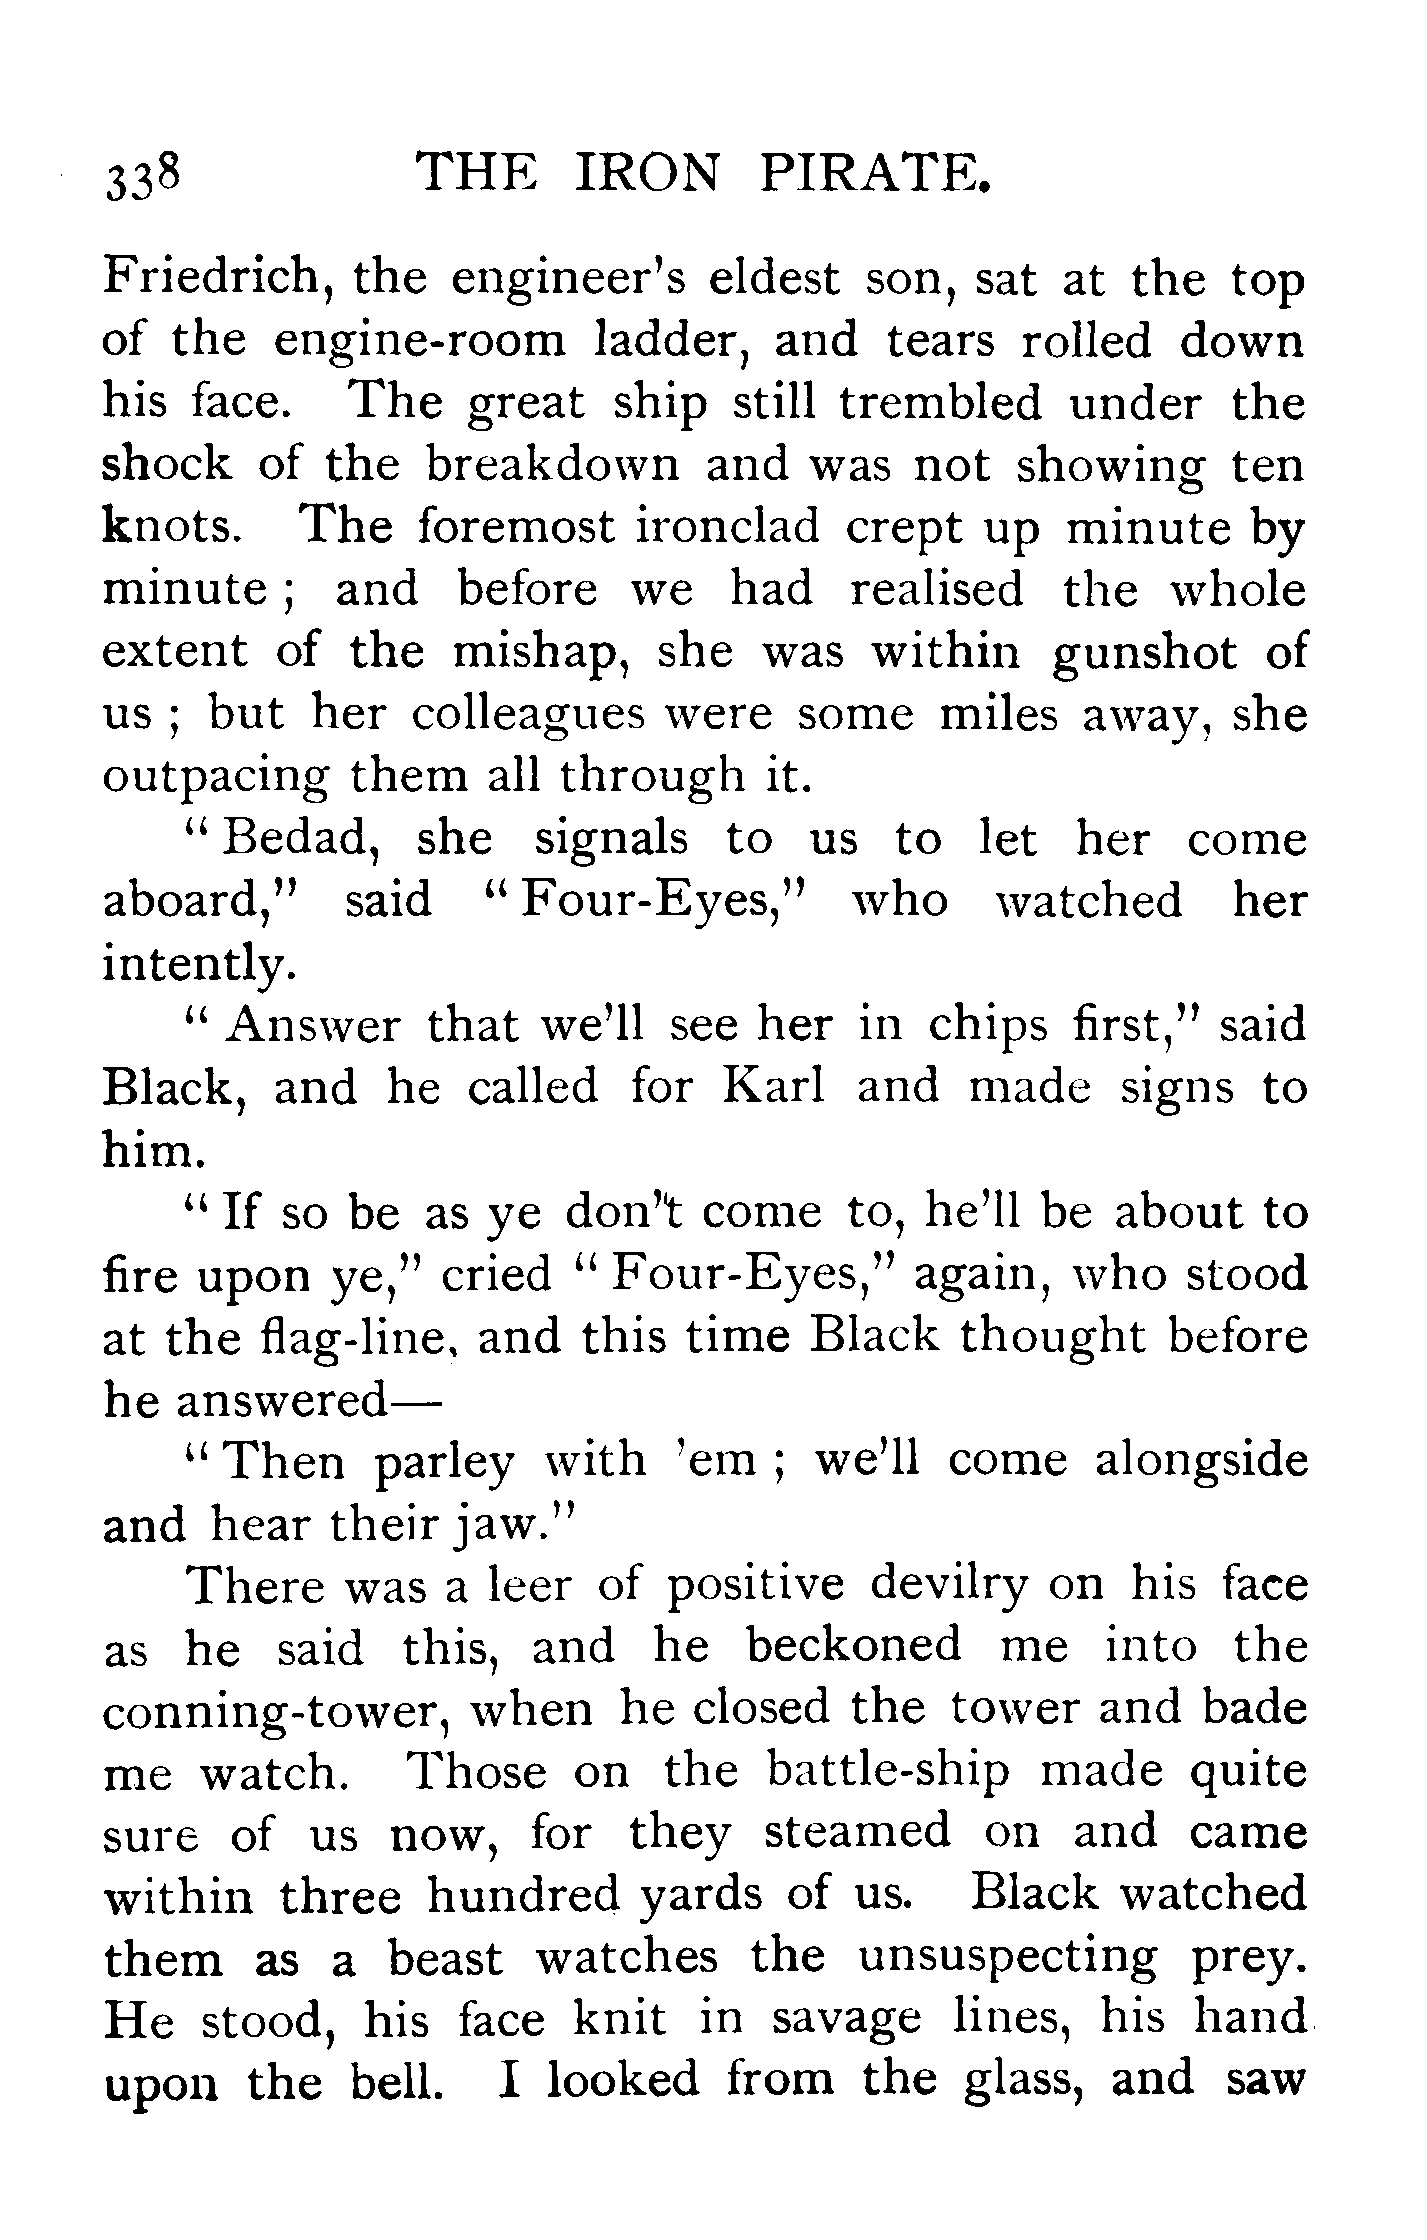 338 THE IRON PIRATE.
Friedrich, the engineer's eldest son, sat at the top
of the engine-room ladder, and tears rolled down
his face. The great ship still trembled under the
shock of the breakdown and was not showing ten
knots. The foremost ironclad crept up minute by
minute ; and before we had realised the whole
extent of the mishap, she was within gunshot of
us ; but her colleagues were some miles away, she
outpacing them all through it.
“ Bedad, she signals to us to let her come
aboard,” said “ Four-Eyes,” who watched her
intently.
“ Answer that we'll see her in chips first,” said
Black, and he called for Karl and made signs to
him.
“ If so be as ye don't come to, he'll be about to
fire upon ye,” cried “ Four-Eyes,” again, who stood
at the flag-line, and this time Black thought before
he answered—
“ Then parley with 'em ; we'll come alongside
and hear their jaw.”
There was a leer of positive devilry on his face
as he said this, and he beckoned me into the
conning-tower, when he closed the tower and bade
me watch. Those on the battle-ship made quite
sure of us now, for they steamed on and came
within three hundred yards of us. Black watched
them as a beast watches the unsuspecting prey.
He stood, his face knit in savage lines, his hand
upon the bell. I looked from the glass, and saw